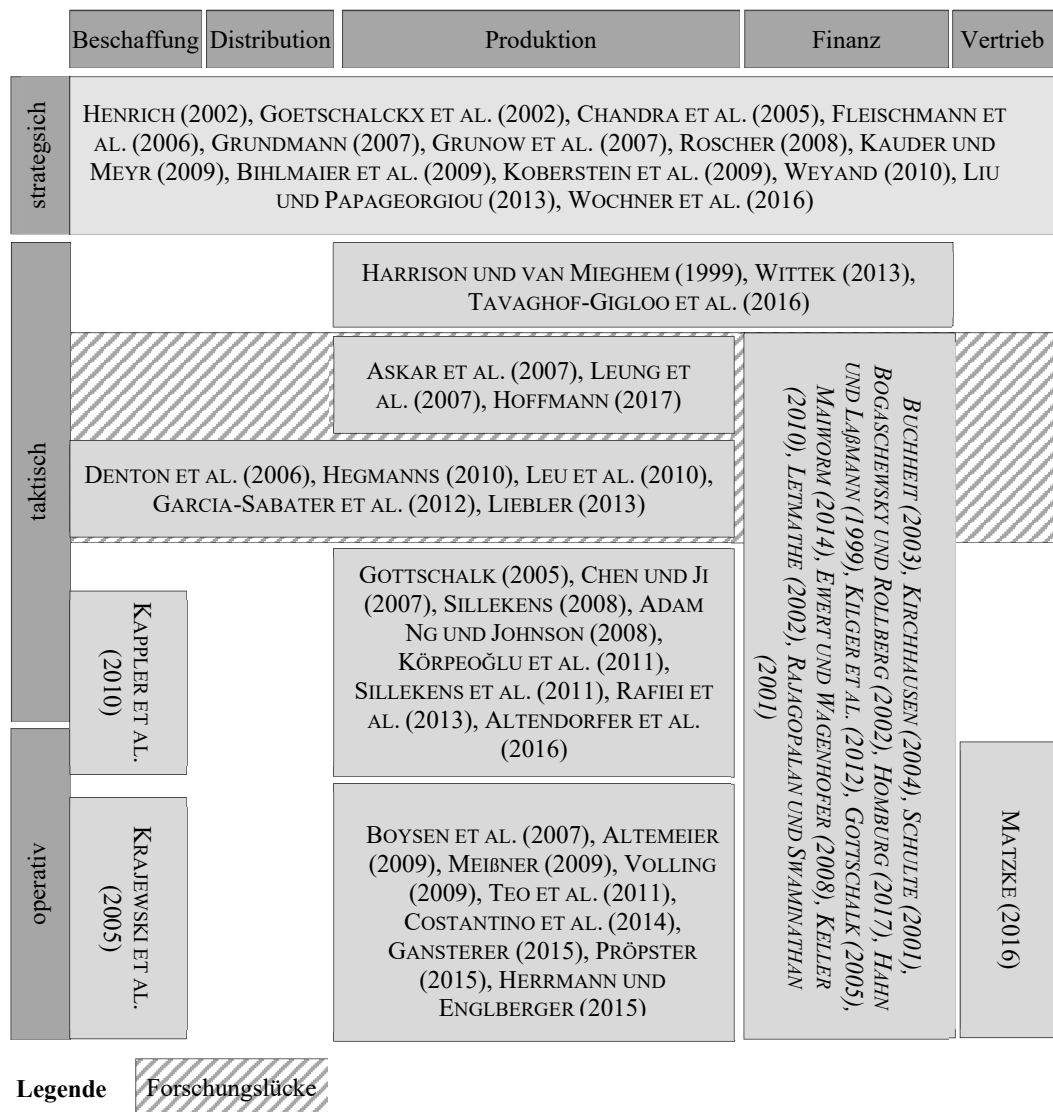 Beschaffung
Distribution
Produktion
Finanz
Vertrieb
strategsich
HENRICH (2002), GOETSCHALCKX ET AL. (2002), CHANDRA ET AL. (2005), FLEISCHMANN
ET AL. (2006), GRUNDMANN (2007), GRUNOW ET AL. (2007), ROSCHER (2008), KAUDER UND
MEYR (2009), BIHLMAIER ET AL. (2009), KOBERSTEIN ET AL. (2009), WEYAND (2010), LIU
UND PAPAGEORGIOU (2013), WOCHNER ET AL. (2016)
taktisch
HARRISON UND VAN MIEGHEM (1999), WITTEK (2013),
TAVAGHOF-GIGLOO ET AL. (2016)
ASKAR ET AL. (2007), LEUNG ET
AL. (2007), HOFFMANN (2017)
DENTON ET AL. (2006), HEGMANNS (2010), LEU ET AL. (2010),
GARCIA-SABATER ET AL. (2012), LIEBLER (2013)
KAPPLER ET AL.
(2010)
GOTTSCHALK (2005), CHEN UND JI
(2007), SILLEKENS (2008), ADAM
NG UND JOHNSON (2008),
KÖRPEOĞLU ET AL. (2011),
SILLEKENS ET AL. (2011), RAFIEI ET
AL. (2013), ALTENDORFER ET AL.
(2016)
BUCHHEIT (2003), KIRCHHAUSEN (2004), SCHULTE (2001),
BOGASCHEWSKY UND ROLLBERG (2002), HOMBURG (2017), HAHN
UND LAßMANN (1999), KILGER ET AL. (2012), GOTTSCHALK (2005),
MAIWORM (2014), EWERT UND WAGENHOFER (2008), KELLER
(2010), LETMATHE (2002), RAJAGOPALAN UND SWAMINATHAN
(2001)
operativ
KRAJEWSKI ET AL.
(2005)
BOYSEN ET AL. (2007), ALTEMEIER
(2009), MEIßNER (2009), VOLLING
(2009), TEO ET AL. (2011),
COSTANTINO ET AL. (2014),
GANSTERER (2015), PRÖPSTER
(2015), HERRMANN UND
ENGLBERGER (2015)
MATZKE (2016)
Legende
Forschungslücke